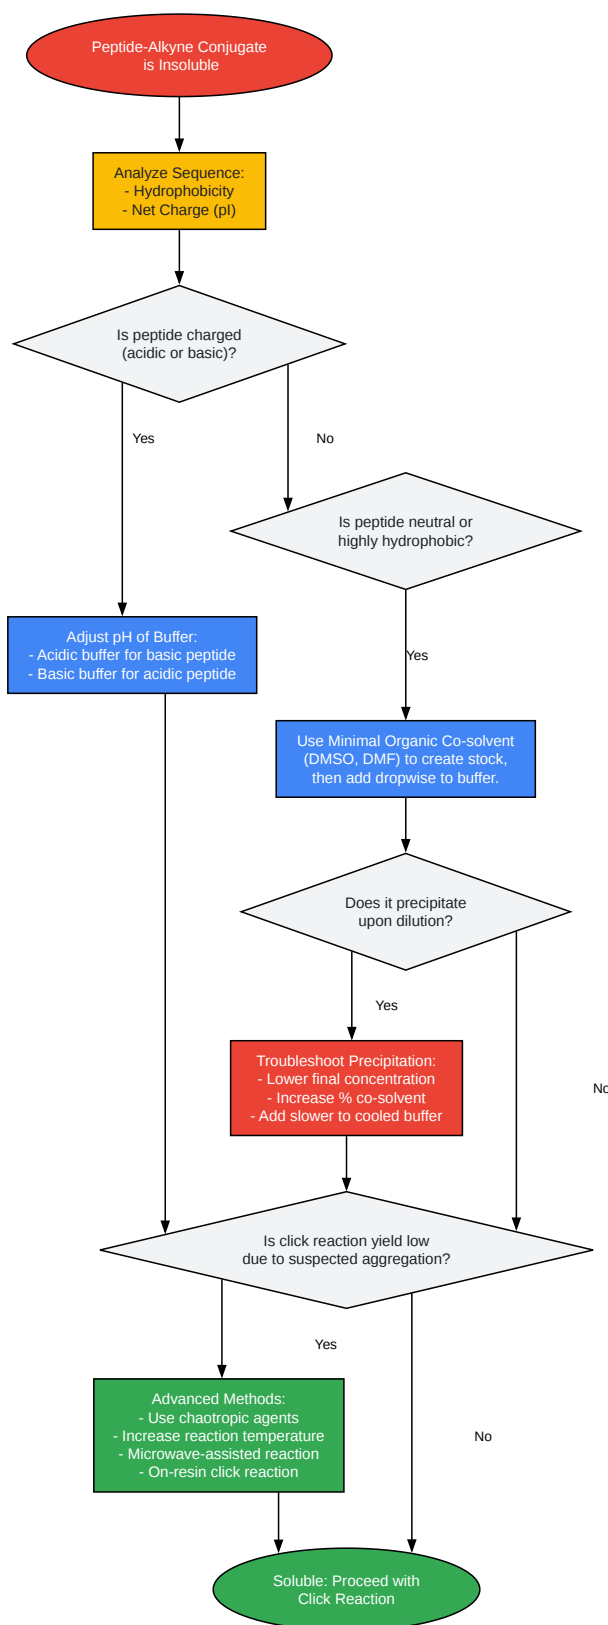 Peptide-Alkyne Conjugate
is Insoluble
Analyze Sequence:
- Hydrophobicity
- Net Charge (pI)
Is peptide charged
(acidic or basic)?
Yes
No
Is peptide neutral or
highly hydrophobic?
Adjust pH of Buffer:
- Acidic buffer for basic peptide
- Basic buffer for acidic peptide
Yes
Use Minimal Organic Co-solvent
(DMSO, DMF) to create stock,
then add dropwise to buffer.
Does it precipitate
upon dilution?
Yes
Troubleshoot Precipitation:
- Lower final concentration
- Increase % co-solvent
- Add slower to cooled buffer
No
Is click reaction yield low
due to suspected aggregation?
Yes
Advanced Methods:
- Use chaotropic agents
- Increase reaction temperature
- Microwave-assisted reaction
- On-resin click reaction
No
Soluble: Proceed with
Click Reaction